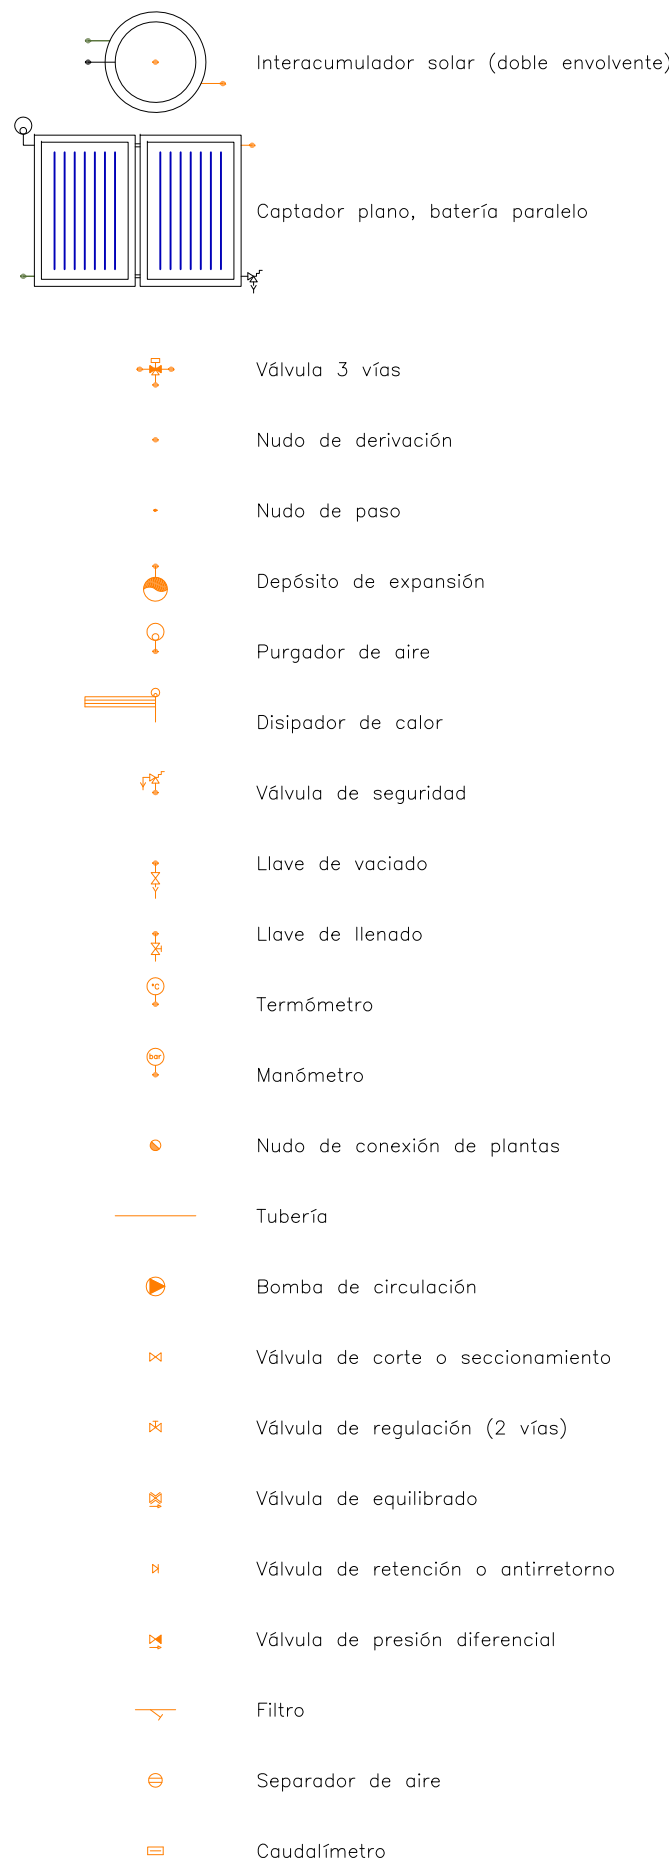 Interacumulador solar (doble envolvente)
Captador plano, batería paralelo
Válvula 3 vías
Nudo de derivación
Nudo de paso
Depósito de expansión
Purgador de aire
Disipador de calor
Válvula de seguridad
Llave de vaciado
Llave de llenado
°C
Termómetro
bar
Manómetro
Nudo de conexión de plantas
Tubería
Bomba de circulación
Válvula de corte o seccionamiento
Válvula de regulación (2 vías)
Válvula de equilibrado
Válvula de retención o antirretorno
Válvula de presión diferencial
Filtro
Separador de aire
Caudalímetro